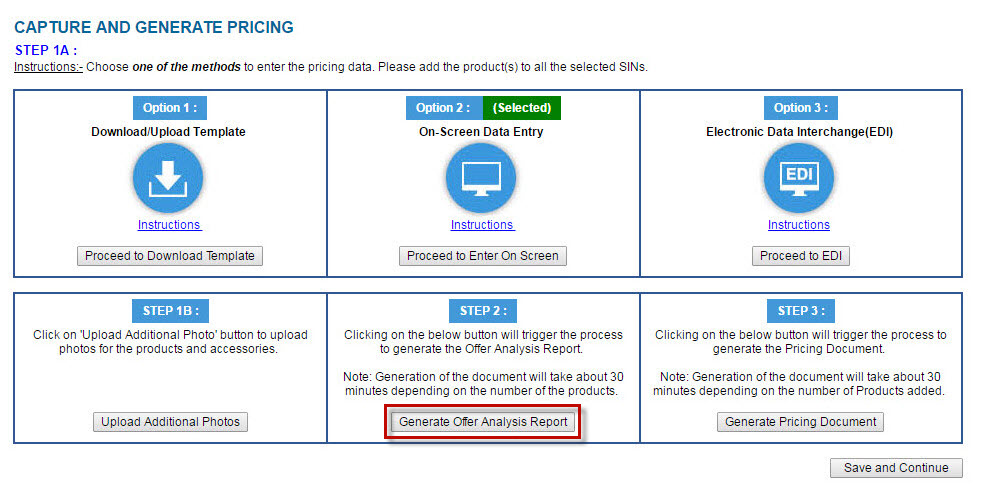 CAPTURE AND GENERATE PRICING
STEP 1A :
Instructions:- Choose one of the methods to enter the pricing data. Please add the product(s) to all the selected SINs.
Option 1 :
Download/Upload Template
Instructions
Proceed to Download Template
Option 2 : (Selected)
On-Screen Data Entry
Instructions
Proceed to Enter On Screen
Option 3 :
Electronic Data Interchange(EDI)
EDI
Instructions
Proceed to EDI
STEP 1B :
Click on 'Upload Additional Photo' button to upload
photos for the products and accessories.
Upload Additional Photos
STEP 2 :
Clicking on the below button will trigger the process
to generate the Offer Analysis Report.
Note: Generation of the document will take about 30
minutes depending on the number of the products.
Generate Offer Analysis Report
STEP 3 :
Clicking on the below button will trigger the process to
generate the Pricing Document.
Note: Generation of the document will take about 30
minutes depending on the number of Products added.
Generate Pricing Document
Save and Continue